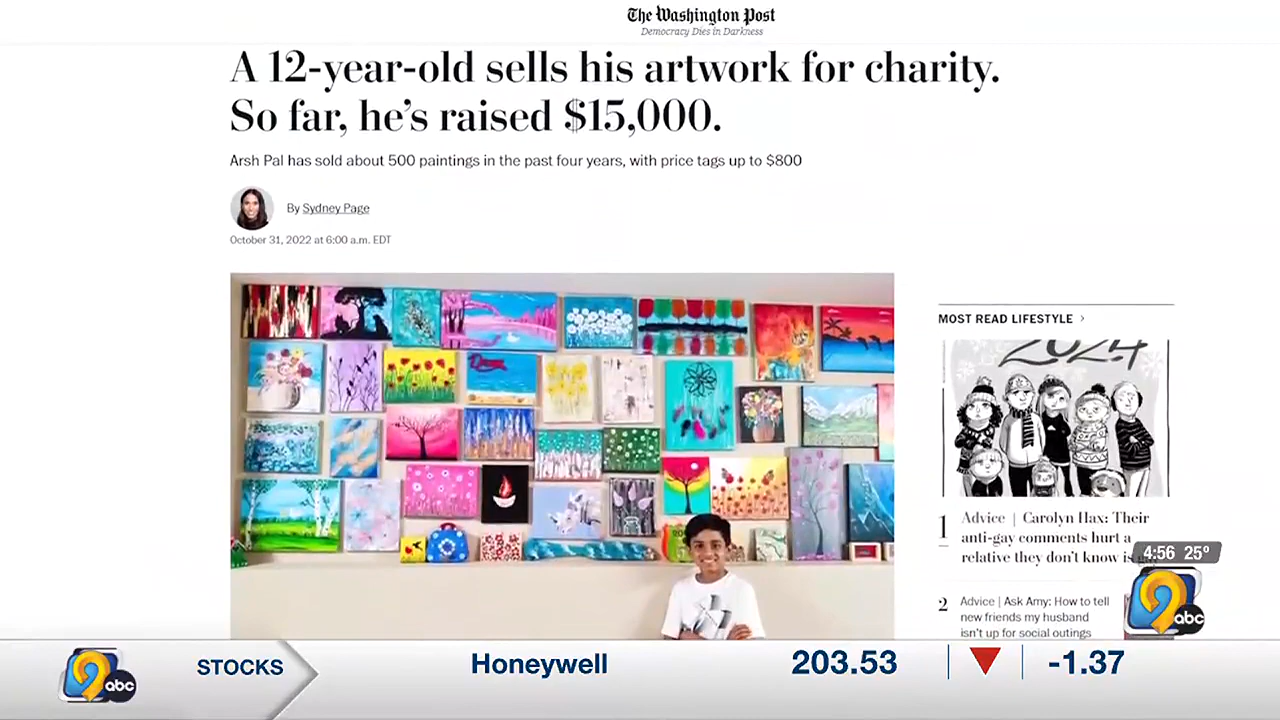 The Washington Post
Democracy Dies in Darkness
A 12-year-old sells his artwork for charity.
So far, he's raised $15,000.
Arsh Pal has sold about 500 paintings in the past four years, with price tags up to $800
By Sydney Page
October 31, 2022 at 6:00 a.m. EDT
MOST READ LIFESTYLE >
2024
1 Advice | Carolyn Hax: Their
anti-gay comments hurt a
relative they don't know is
4:56 25°
2 Advice | Ask Amy: How to tell
new friends my husband
isn't up for social outings
9 abc
9 abc
STOCKS
Honeywell
203.53
-1.37